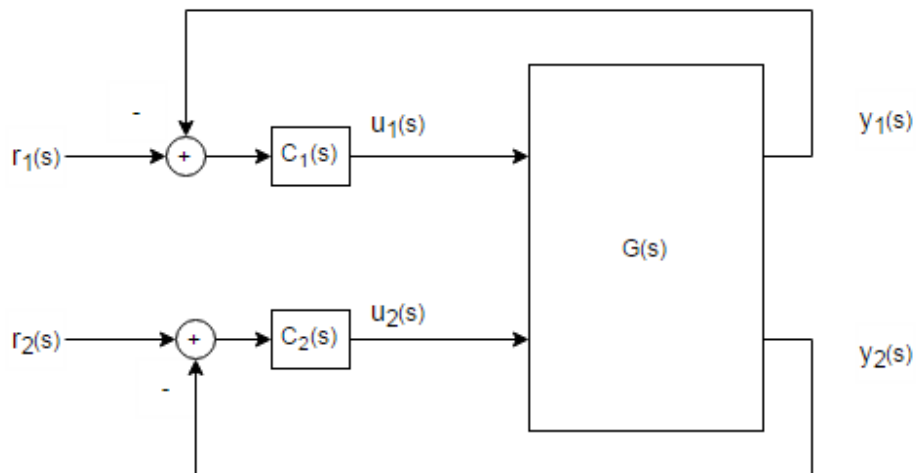 -
r1(s)
+
C1(s)
u1(s)
y1(s)
G(s)
r2(s)
+
C2(s)
u2(s)
y2(s)
-